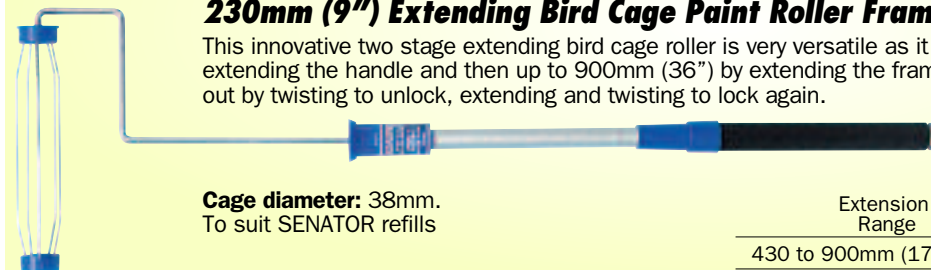 230mm (9”) Extending Bird Cage Paint Roller Fram
This innovative two stage extending bird cage roller is very versatile as it
extending the handle and then up to 900mm (36”) by extending the fram
out by twisting to unlock, extending and twisting to lock again.
Cage diameter: 38mm.
To suit SENATOR refills
Extension
Range
430 to 900mm (17